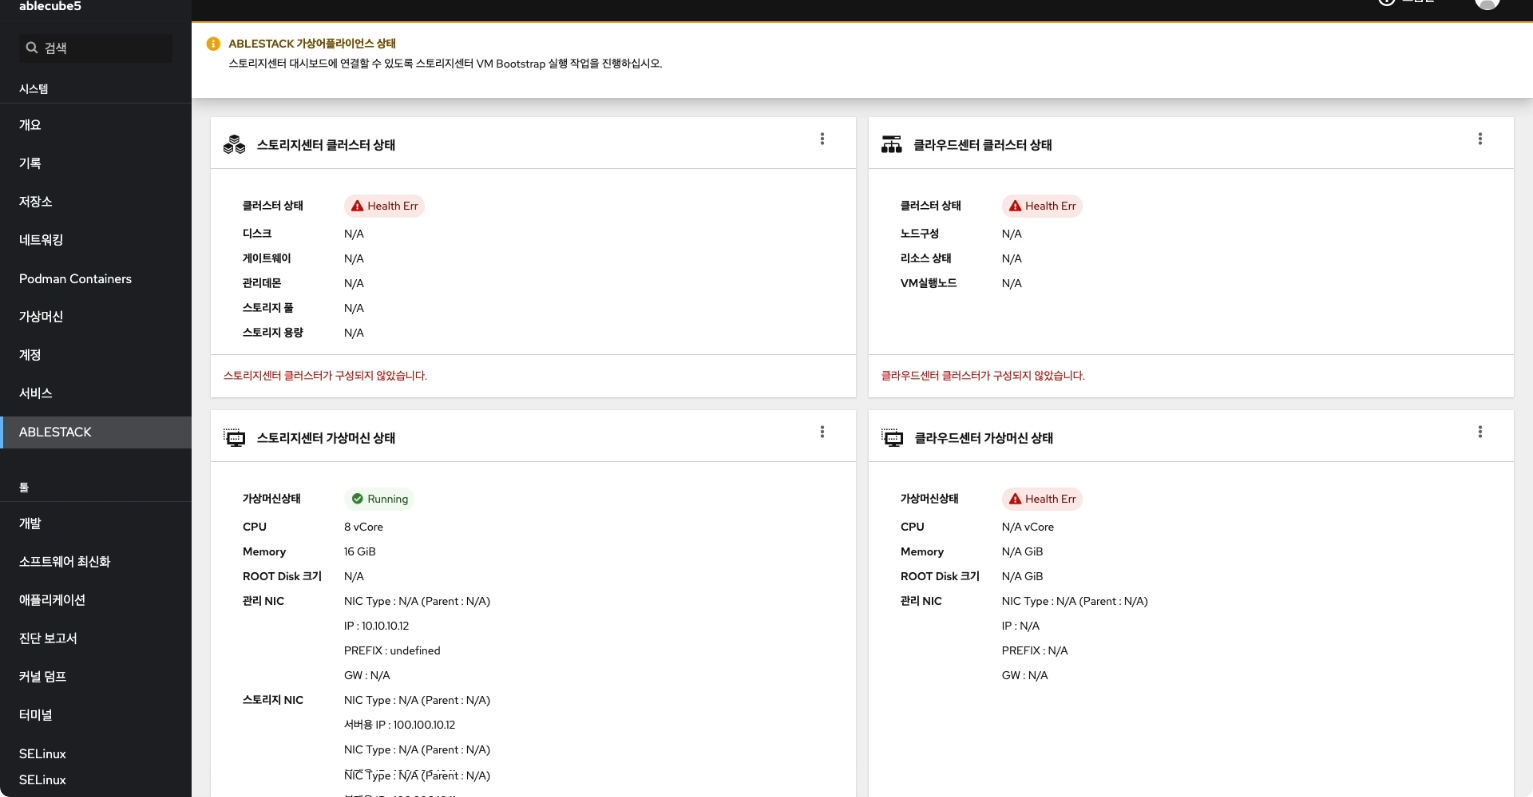 ablecube5
검색
시스템
개요
기록
저장소
네트워킹
Podman Containers
가상머신
계정
서비스
ABLESTACK
툴
개발
소프트웨어 최신화
애플리케이션
진단 보고서
커널 덤프
터미널
SELinux
SELinux
ABLESTACK 가상어플라이언스 상태
스토리지센터 대시보드에 연결할 수 있도록 스토리지센터 VM Bootstrap 실행 작업을 진행하십시오.
스토리지센터 클러스터 상태
클러스터 상태 Health Err
디스크 N/A
게이트웨이 N/A
관리데몬 N/A
스토리지 풀 N/A
스토리지 용량 N/A
스토리지센터 클러스터가 구성되지 않았습니다.
클라우드센터 클러스터 상태
클러스터 상태 Health Err
노드구성 N/A
리소스 상태 N/A
VM실행노드 N/A
클라우드센터 클러스터가 구성되지 않았습니다.
스토리지센터 가상머신 상태
가상머신상태 Running
CPU 8 vCore
Memory 16 GiB
ROOT Disk 크기 N/A
관리 NIC NIC Type : N/A (Parent : N/A)
IP : 10.10.10.12
PREFIX : undefined
GW : N/A
스토리지 NIC NIC Type : N/A (Parent : N/A)
서버용 IP : 100.100.10.12
NIC Type : N/A (Parent : N/A)
NIC Type : N/A (Parent : N/A)
클라우드센터 가상머신 상태
가상머신상태 Health Err
CPU N/A vCore
Memory N/A GiB
ROOT Disk 크기 N/A GiB
관리 NIC NIC Type : N/A (Parent : N/A)
IP : N/A
PREFIX : N/A
GW : N/A